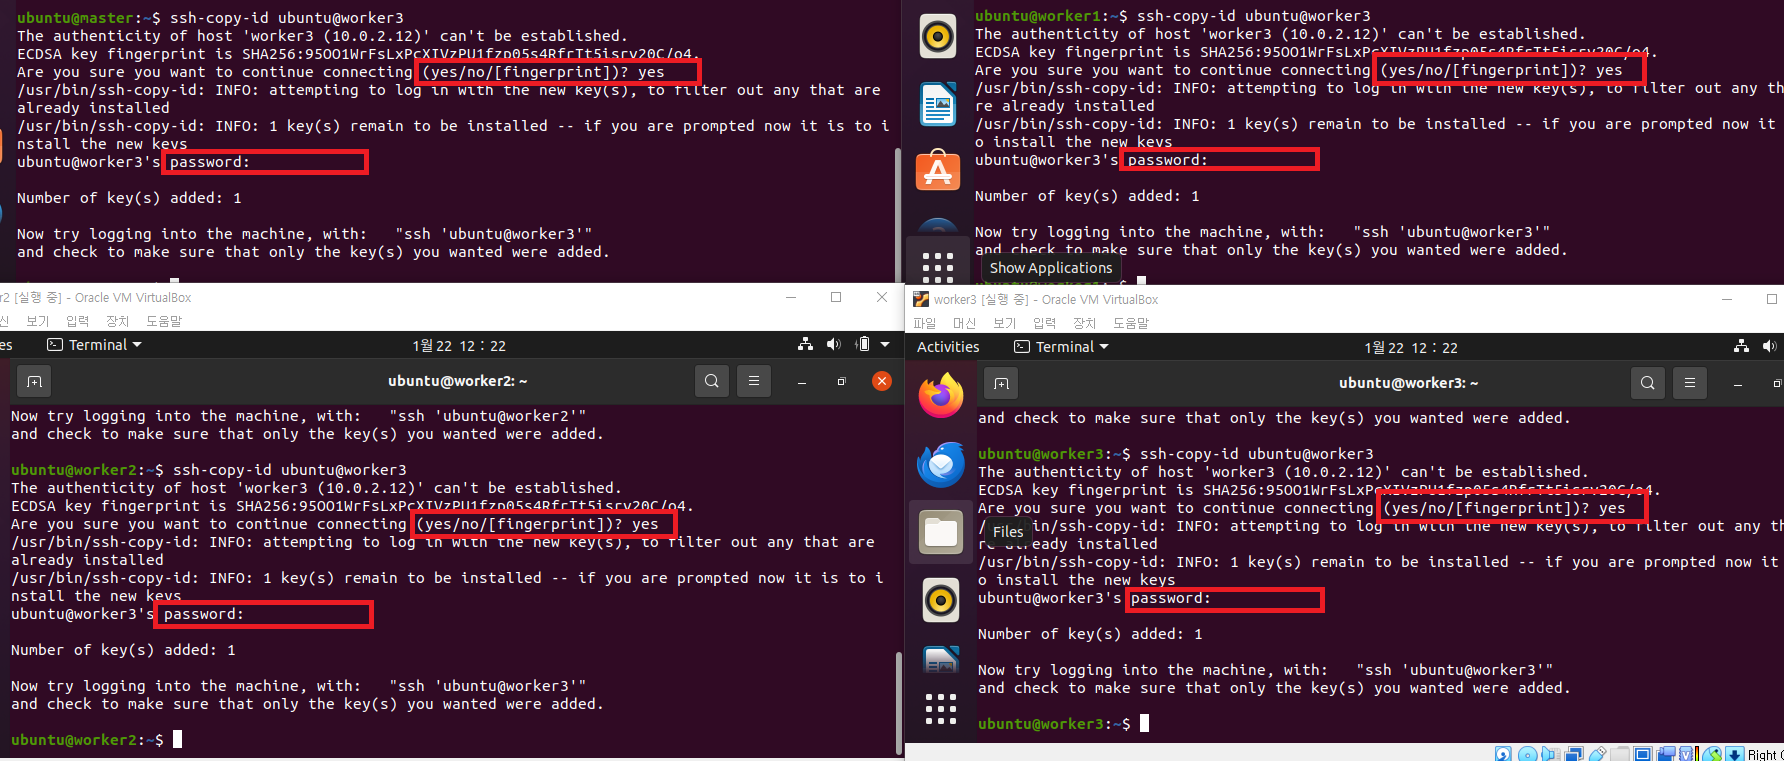 ubuntu@master:~$ ssh-copy-id ubuntu@worker3
The authenticity of host 'worker3 (10.0.2.12)' can't be established.
ECDSA key fingerprint is SHA256:95OO1WrFsLxPcXIVzPU1fzp05s4RfrTt5isrv20C/o4.
Are you sure you want to continue connecting (yes/no/[fingerprint])? yes
/usr/bin/ssh-copy-id: INFO: attempting to log in with the new key(s), to filter out any that are
already installed
/usr/bin/ssh-copy-id: INFO: 1 key(s) remain to be installed -- if you are prompted now it is to i
nstall the new keys
ubuntu@worker3's password:
Number of key(s) added: 1
Now try logging into the machine, with:   "ssh 'ubuntu@worker3'"
and check to make sure that only the key(s) you wanted were added.
ubuntu@worker1:~$ ssh-copy-id ubuntu@worker3
The authenticity of host 'worker3 (10.0.2.12)' can't be established.
ECDSA key fingerprint is SHA256:95OO1WrFsLxPcXIVzPU1fzp05s4RfrTt5isrv20C/o4.
Are you sure you want to continue connecting (yes/no/[fingerprint])? yes
/usr/bin/ssh-copy-id: INFO: attempting to log in with the new key(s), to filter out any th
re already installed
/usr/bin/ssh-copy-id: INFO: 1 key(s) remain to be installed -- if you are prompted now it
o install the new keys
ubuntu@worker3's password:
Number of key(s) added: 1
Now try logging into the machine, with:   "ssh 'ubuntu@worker3'"
and check to make sure that only the key(s) you wanted were added.
Show Applications
r2 [실행 중] - Oracle VM VirtualBox
신 보기 입력 장치 도움말
es Terminal 1월 22 12 : 22
ubuntu@worker2: ~
Now try logging into the machine, with:   "ssh 'ubuntu@worker2'"
and check to make sure that only the key(s) you wanted were added.
ubuntu@worker2:~$ ssh-copy-id ubuntu@worker3
The authenticity of host 'worker3 (10.0.2.12)' can't be established.
ECDSA key fingerprint is SHA256:95OO1WrFsLxPcXIVzPU1fzp05s4RfrTt5isrv20C/o4.
Are you sure you want to continue connecting (yes/no/[fingerprint])? yes
/usr/bin/ssh-copy-id: INFO: attempting to log in with the new key(s), to filter out any that are
already installed
/usr/bin/ssh-copy-id: INFO: 1 key(s) remain to be installed -- if you are prompted now it is to i
nstall the new keys
ubuntu@worker3's password:
Number of key(s) added: 1
Now try logging into the machine, with:   "ssh 'ubuntu@worker3'"
and check to make sure that only the key(s) you wanted were added.
ubuntu@worker2:~$
worker3 [실행 중] - Oracle VM VirtualBox
파일 머신 보기 입력 장치 도움말
Activities Terminal 1월 22 12 : 22
ubuntu@worker3: ~
and check to make sure that only the key(s) you wanted were added.
ubuntu@worker3:~$ ssh-copy-id ubuntu@worker3
The authenticity of host 'worker3 (10.0.2.12)' can't be established.
ECDSA key fingerprint is SHA256:95OO1WrFsLxPcXIVzPU1fzp05s4RfrTt5isrv20C/o4.
Are you sure you want to continue connecting (yes/no/[fingerprint])? yes
/usr/bin/ssh-copy-id: INFO: attempting to log in with the new key(s), to filter out any th
re already installed
Files
/usr/bin/ssh-copy-id: INFO: 1 key(s) remain to be installed -- if you are prompted now it
o install the new keys
ubuntu@worker3's password:
Number of key(s) added: 1
Now try logging into the machine, with:   "ssh 'ubuntu@worker3'"
and check to make sure that only the key(s) you wanted were added.
ubuntu@worker3:~$
Right